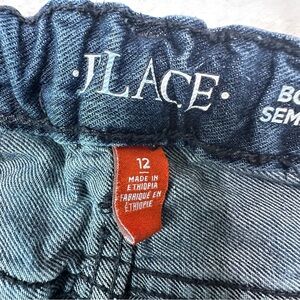 · PLACE ·
BO
SEM
12
MADE IN
ETHIOPIA
FABRIQUÉ EN
ÉTHIOPIE